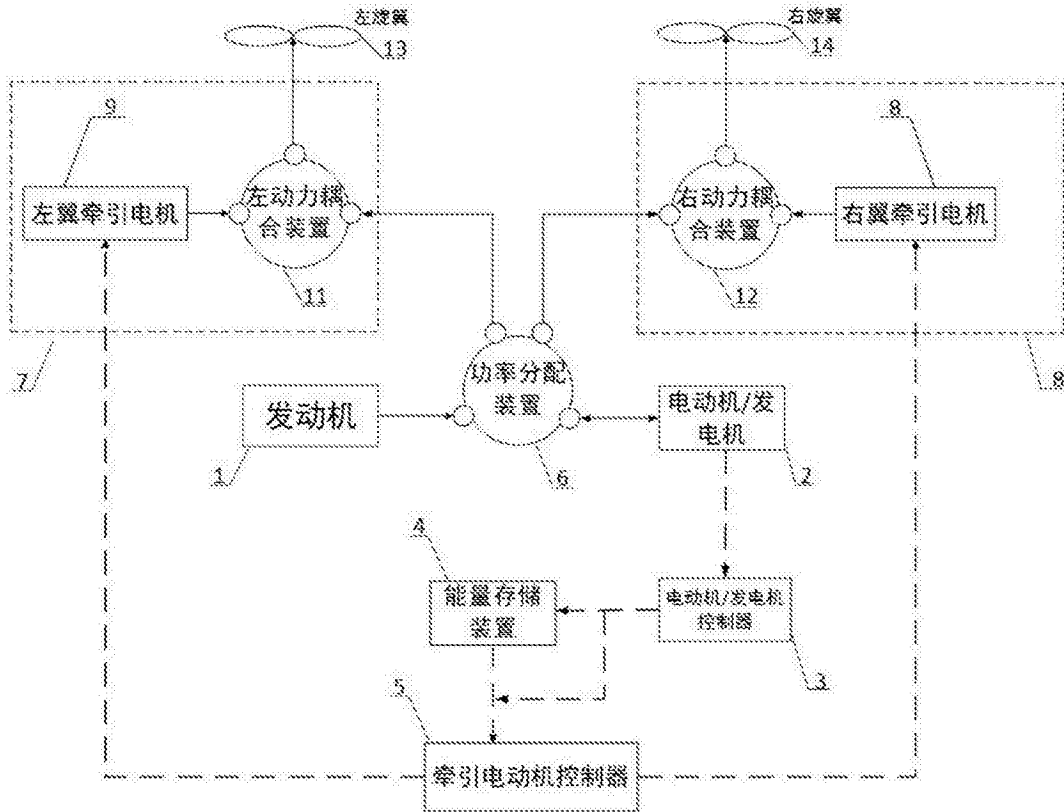 左旋翼
13
右旋翼
14
9
8
左翼牵引电机
左动力耦
合装置
右动力耦
合装置
右翼牵引电机
11
12
7
8
功率分配
装置
发动机
电动机/发
电机
1
6
2
4
能量存储
装置
电动机/发电机
控制器
3
5
牵引电动机控制器